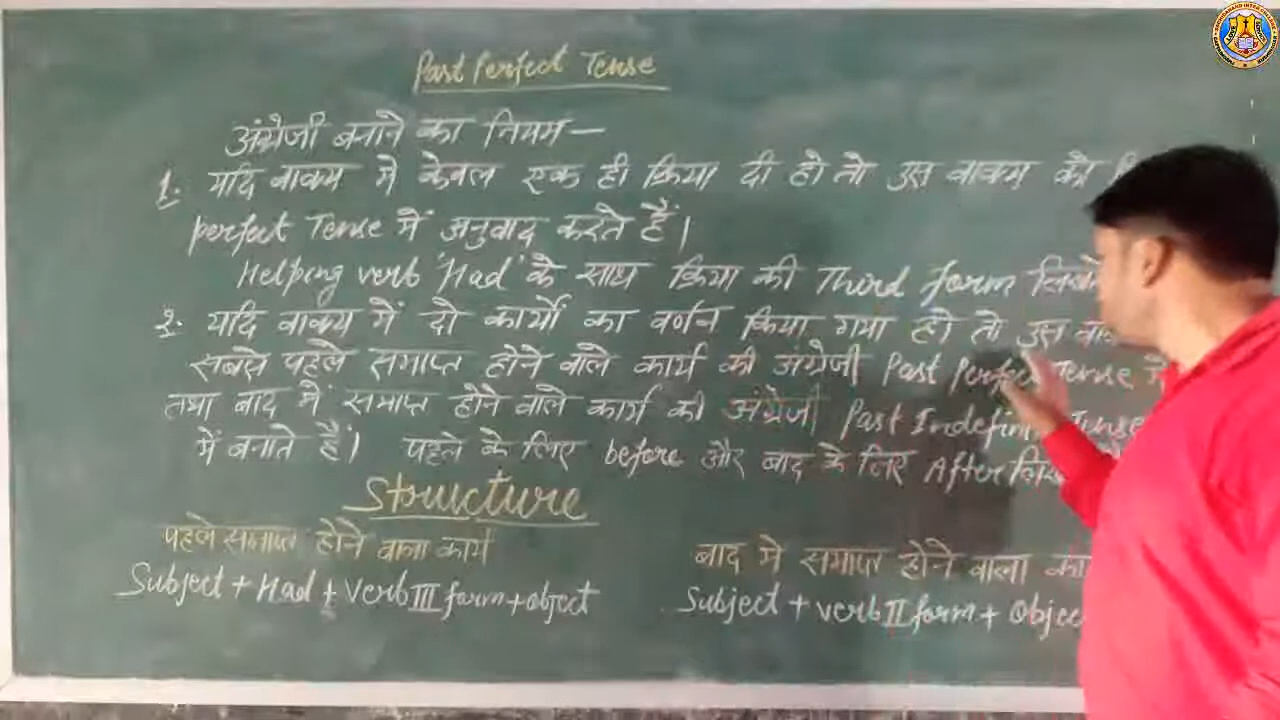 Past Perfect Tense
अंग्रेजी बनाने का नियम—
1. यदि वाक्य मे केवल एक ही क्रिया दी हो तो उस वाक्य को
perfect Tense में अनुवाद करते हैं।
Helping verb 'Had' के साथ क्रिया की Third form
2. यदि वाक्य में दो कार्यो का वर्णन किया गया हो तो उस
सबसे पहले समाप्त होने वाले कार्य की अंग्रेजी Past Perfect Tense
तथा बाद में समाप्त होने वाले कार्य की अंग्रेजी Past Indefinite Tense
में बनाते हैं। पहले के लिए before और बाद के लिए After
Structure
पहले समाप्त होने वाला कार्य
Subject + Had + verb III form + object
बाद मे समाप्त होने वाला
Subject + verb II form +